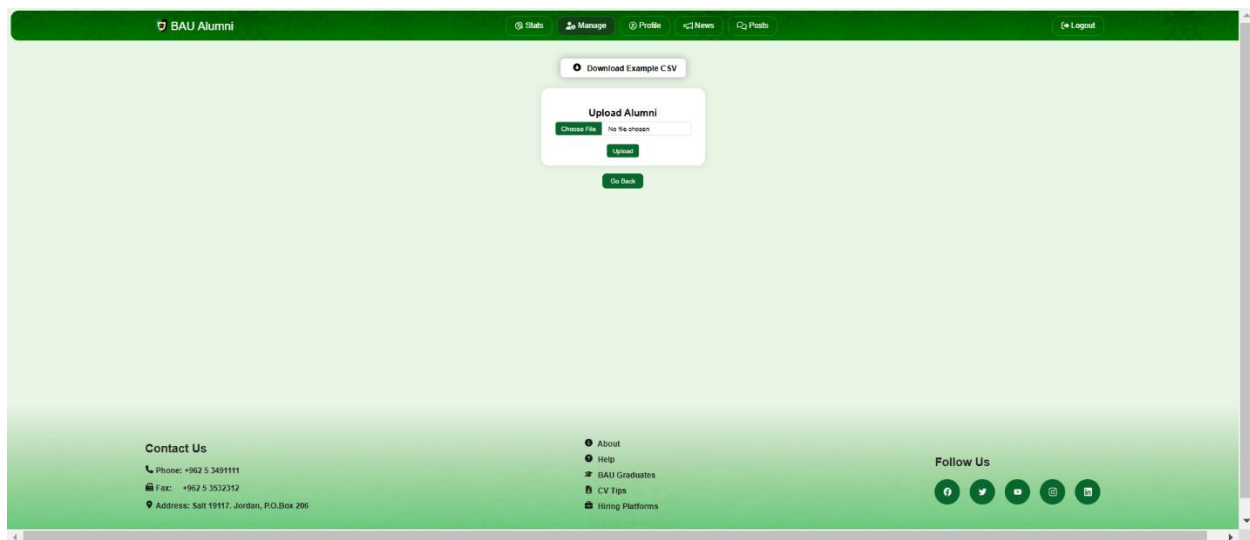 BAU Alumni
Stats
Manage
Profile
News
Posts
Logout
Download Example CSV
Upload Alumni
Choose File No file chosen
Upload
Go Back
Contact Us
Phone: +962 5 3491111
Fax: +962 5 3532312
Address: Salt 19117. Jordan, P.O.Box 206
About
Help
BAU Graduates
CV Tips
Hiring Platforms
Follow Us